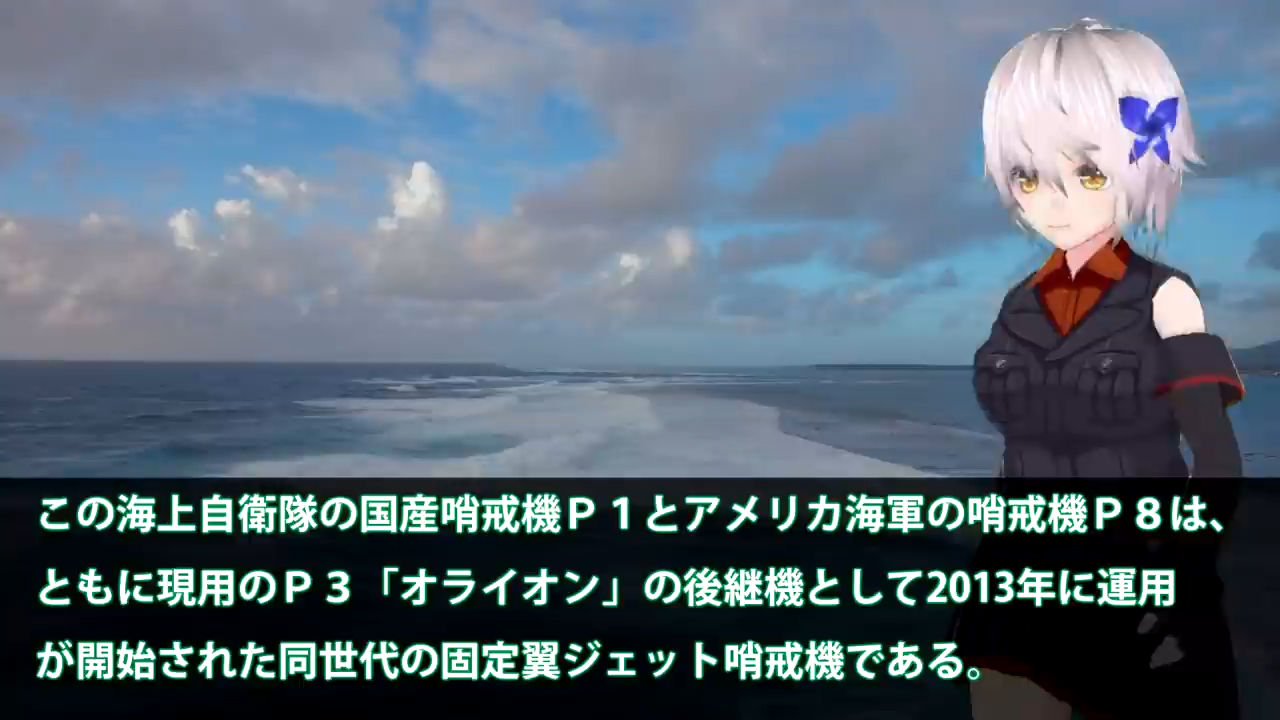 この海上自衛隊の国産哨戒機Ｐ１とアメリカ海軍の哨戒機Ｐ８は、
ともに現用のＰ３「オライオン」の後継機として2013年に運用
が開始された同世代の固定翼ジェット哨戒機である。